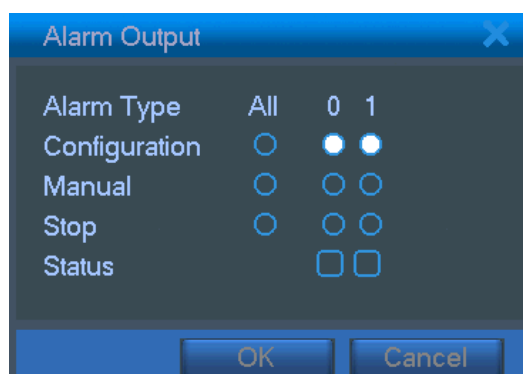 Alarm Output
Alarm Type All 0 1
Configuration
Manual
Stop
Status
OK Cancel